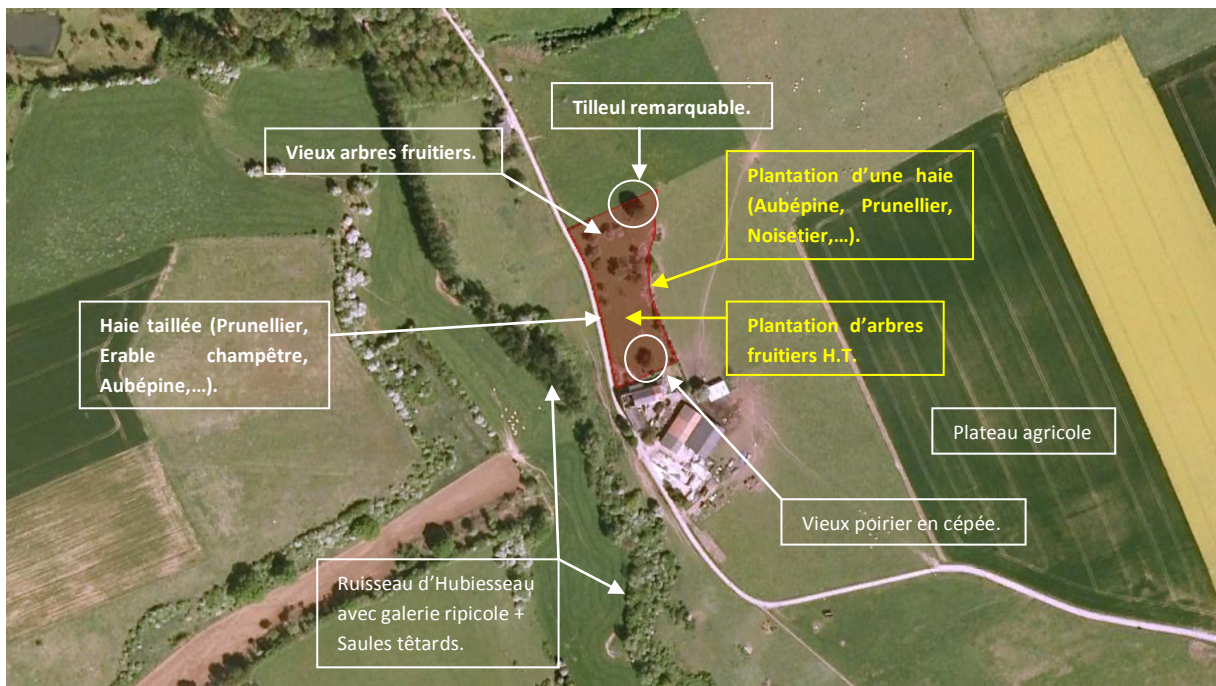 Tilleul remarquable.
Vieux arbres fruitiers.
Plantation d'une haie
(Aubépine, Prunellier,
Noisetier,...).
Haie taillée (Prunellier,
Erable champêtre,
Aubépine,...).
Plantation d'arbres
fruitiers H.T.
Plateau agricole
Vieux poirier en cépée.
Ruisseau d'Hubiesseau
avec galerie ripicole +
Saules têtards.